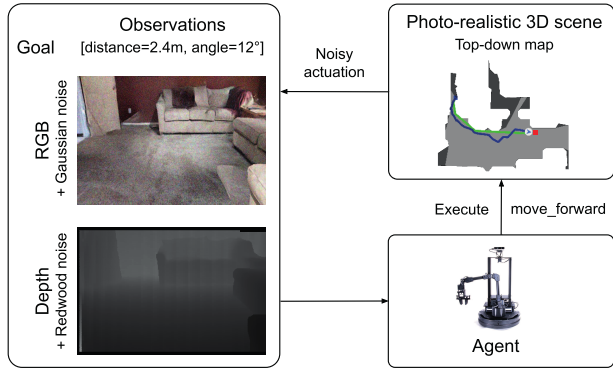 Observations
Goal
[distance=2.4m, angle=12°]
RGB
+ Gaussian noise
Depth
+ Redwood noise
Noisy
actuation
Photo-realistic 3D scene
Top-down map
Execute
move_forward
Agent